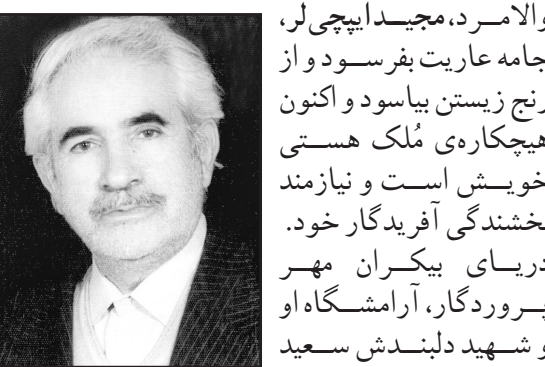 والامرد،مجید ایپچی‌لر،
جامه عاریت بفرسود و از
رنج زیستن بیاسود و اکنون
هیچکاره‌ی مُلک هستی
خویش است و نیازمند
بخشندگی آفریدگار خود.
دریای بیکران مهر
پروردگار، آرامشگاه او
و شهید دلبندش سعید